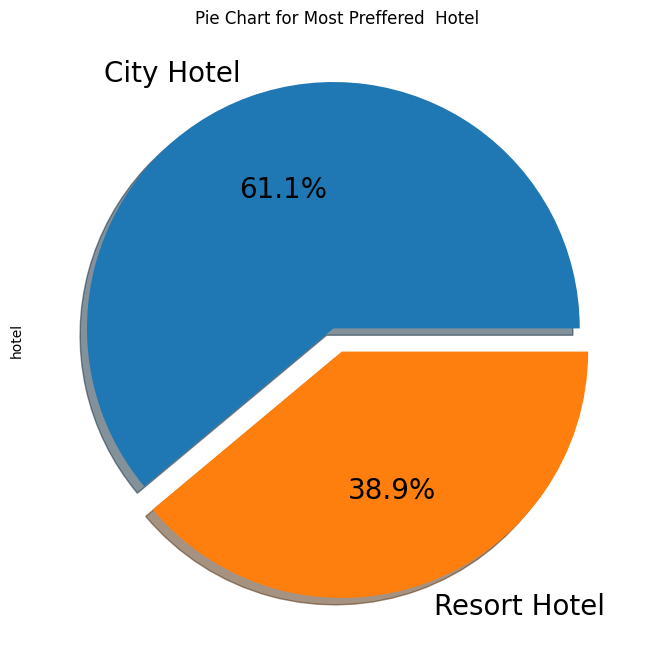 Pie Chart for Most Preffered  Hotel
City Hotel
61.1%
hotel
38.9%
Resort Hotel